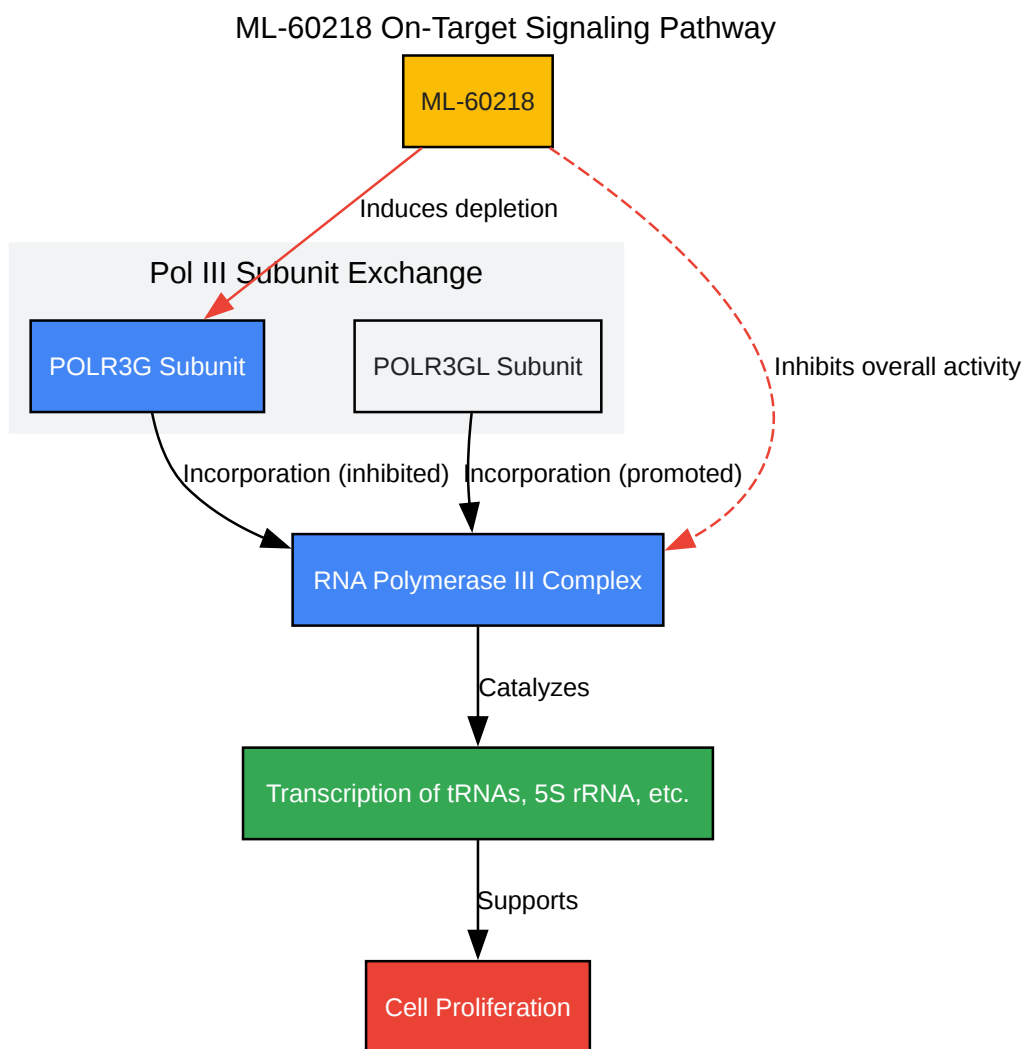 ML-60218 On-Target Signaling Pathway
ML-60218
Induces depletion
Pol III Subunit Exchange
POLR3G Subunit
POLR3GL Subunit
Inhibits overall activity
Incorporation (inhibited)
Incorporation (promoted)
RNA Polymerase III Complex
Catalyzes
Transcription of tRNAs, 5S rRNA, etc.
Supports
Cell Proliferation